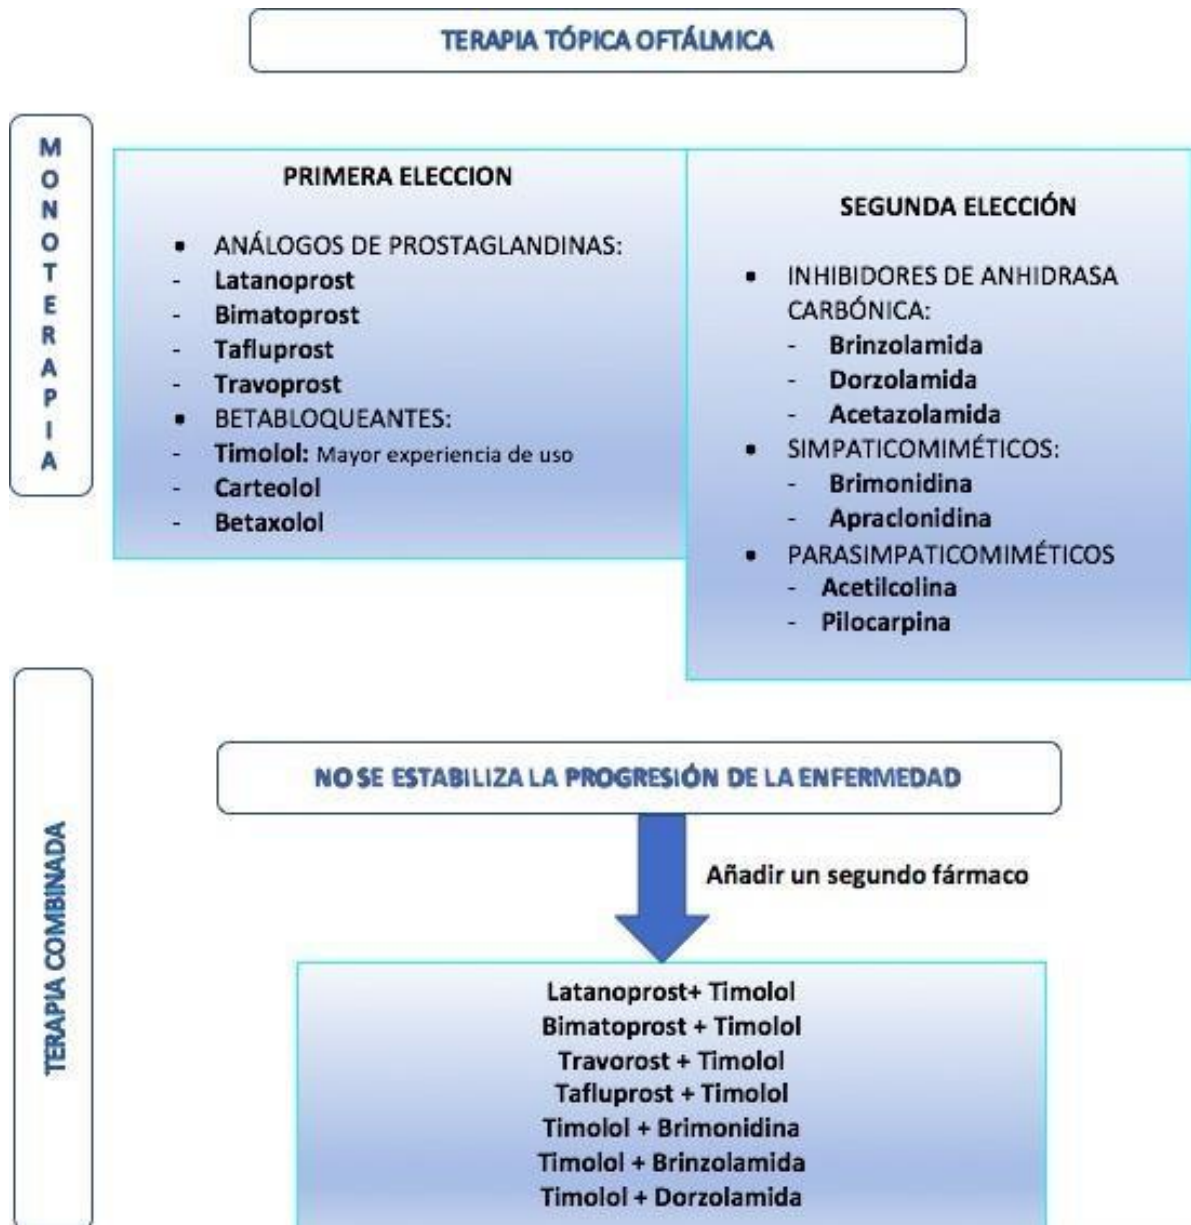 TERAPIA TÓPICA OFTÁLMICA
MONOTERAPIA
PRIMERA ELECCION
• ANÁLOGOS DE PROSTAGLANDINAS:
- Latanoprost
- Bimatoprost
- Tafluprost
- Travoprost
• BETABLOQUEANTES:
- Timolol: Mayor experiencia de uso
- Carteolol
- Betaxolol
SEGUNDA ELECCIÓN
• INHIBIDORES DE ANHIDRASA
CARBÓNICA:
- Brinzolamida
- Dorzolamida
- Acetazolamida
• SIMPATICOMIMÉTICOS:
- Brimonidina
- Apraclonidina
• PARASIMPATICOMIMÉTICOS
- Acetilcolina
- Pilocarpina
TERAPIA COMBINADA
NO SE ESTABILIZA LA PROGRESIÓN DE LA ENFERMEDAD
Añadir un segundo fármaco
Latanoprost+ Timolol
Bimatoprost + Timolol
Travorost + Timolol
Tafluprost + Timolol
Timolol + Brimonidina
Timolol + Brinzolamida
Timolol + Dorzolamida